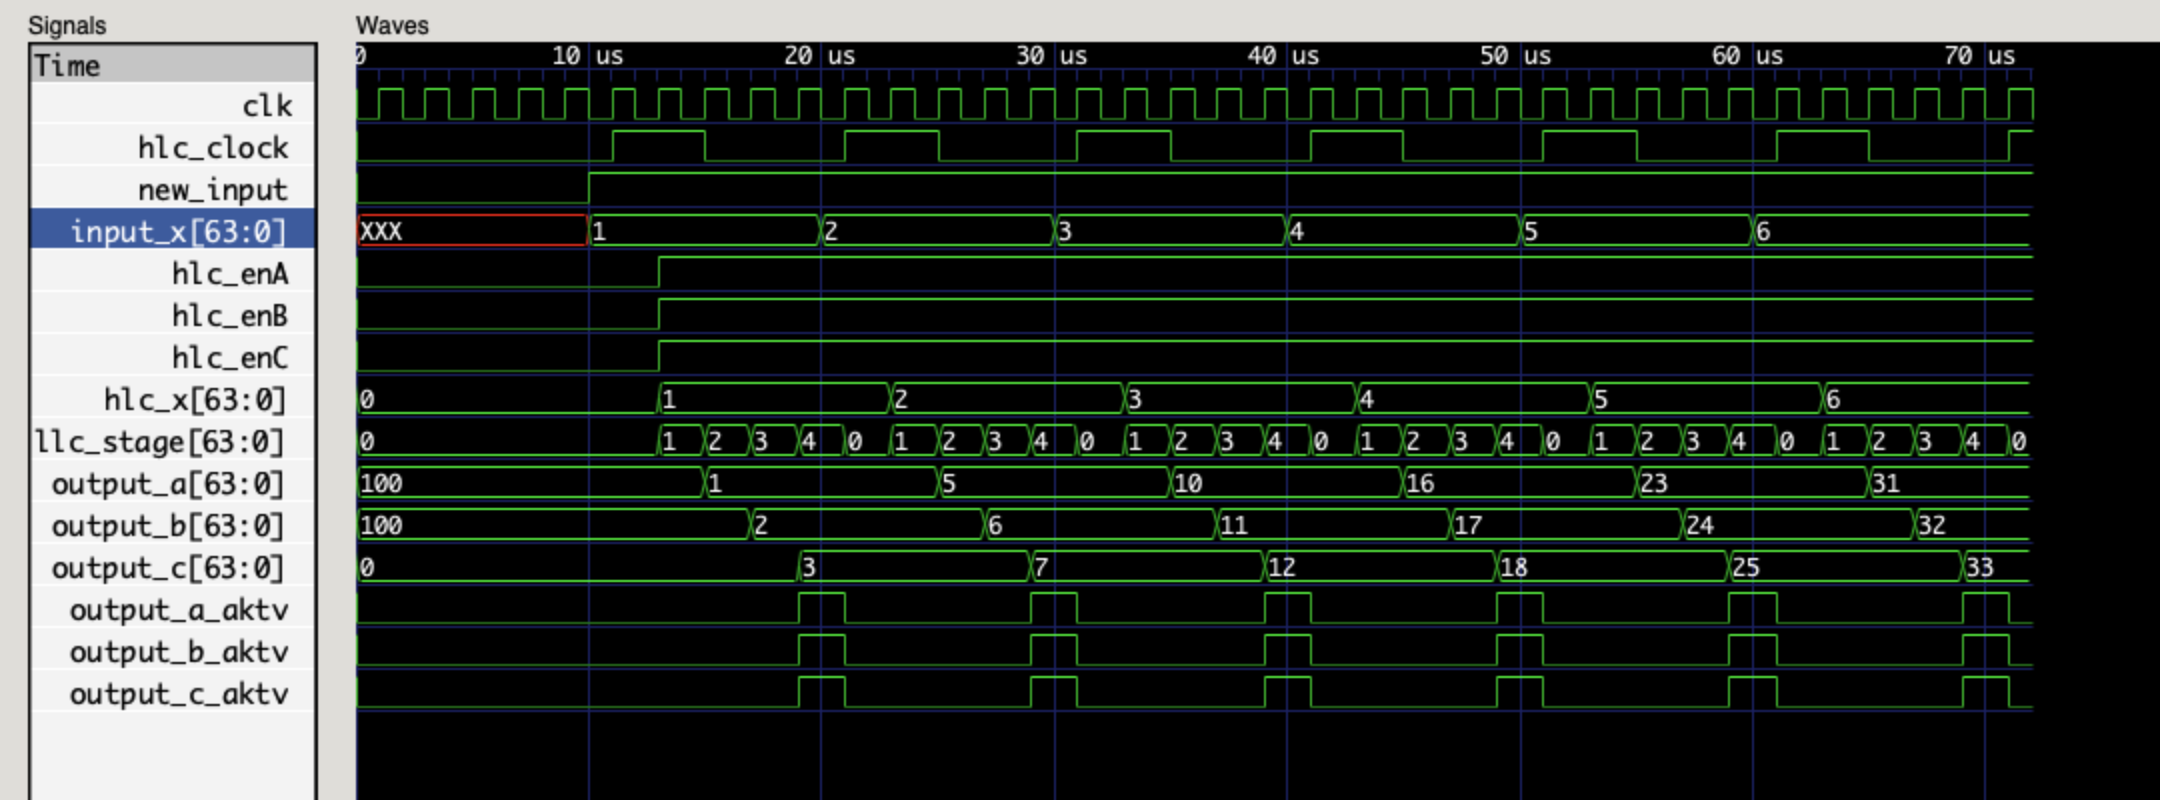 Signals Waves
Time 0 10 us 20 us 30 us 40 us 50 us 60 us 70 us
clk
hlc_clock
new_input
input_x[63:0] XXX 1 2 3 4 5 6
hlc_enA
hlc_enB
hlc_enC
hlc_x[63:0] 0 1 2 3 4 5 6
llc_stage[63:0] 0 1 2 3 4 0 1 2 3 4 0 1 2 3 4 0 1 2 3 4 0 1 2 3 4 0 1 2 3 4 0
output_a[63:0] 100 1 5 10 16 23 31
output_b[63:0] 100 2 6 11 17 24 32
output_c[63:0] 0 3 7 12 18 25 33
output_a_aktv
output_b_aktv
output_c_aktv